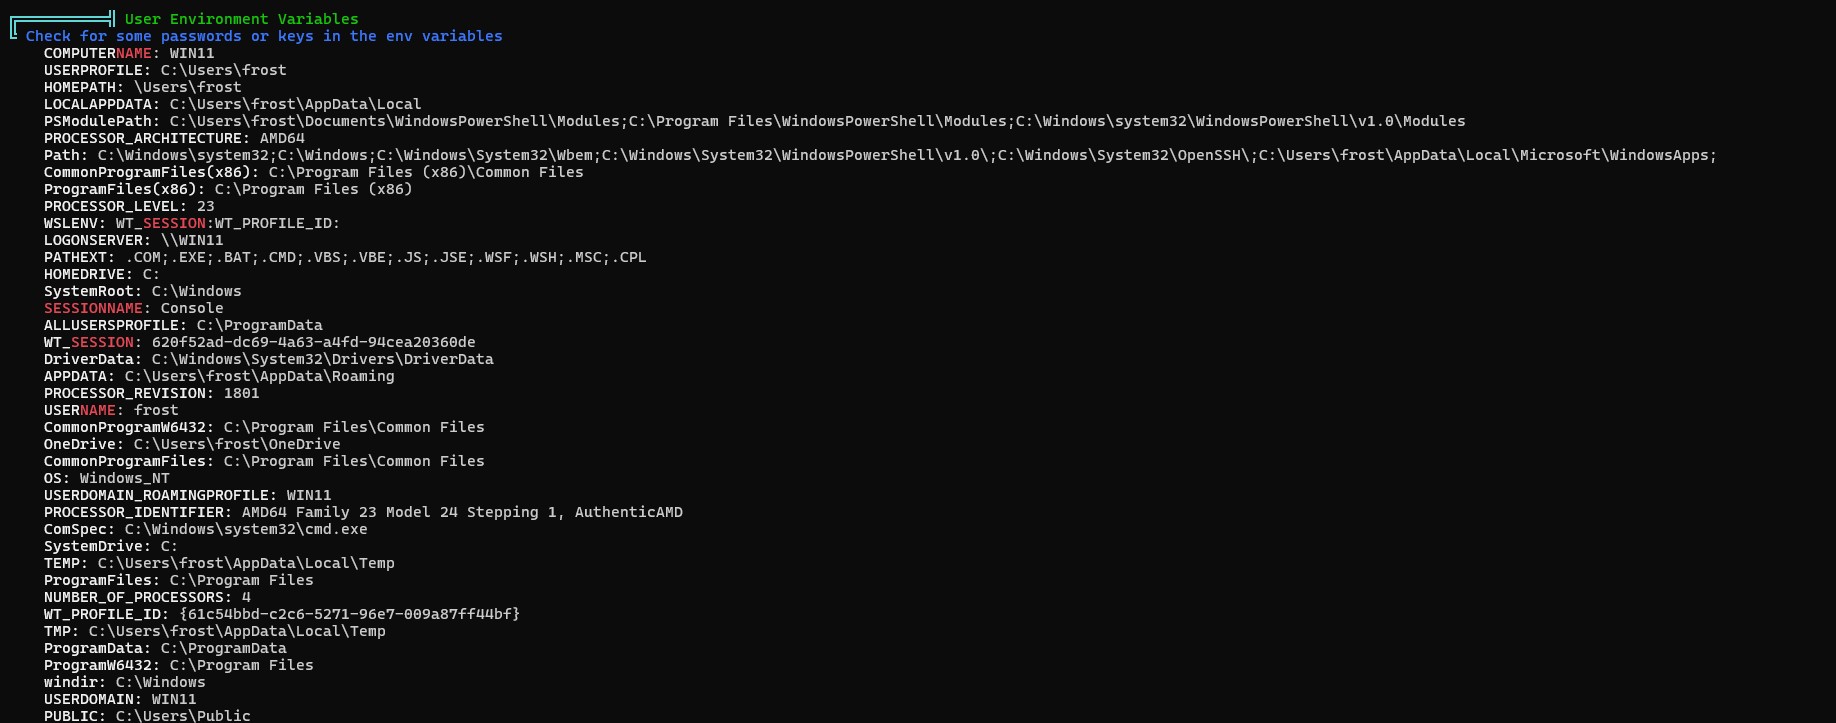 User Environment Variables
Check for some passwords or keys in the env variables
COMPUTERNAME: WIN11
USERPROFILE: C:\Users\frost
HOMEPATH: \Users\frost
LOCALAPPDATA: C:\Users\frost\AppData\Local
PSModulePath: C:\Users\frost\Documents\WindowsPowerShell\Modules;C:\Program Files\WindowsPowerShell\Modules;C:\Windows\system32\WindowsPowerShell\v1.0\Modules
PROCESSOR_ARCHITECTURE: AMD64
Path: C:\Windows\system32;C:\Windows;C:\Windows\System32\Wbem;C:\Windows\System32\WindowsPowerShell\v1.0\;C:\Windows\System32\OpenSSH\;C:\Users\frost\AppData\Local\Microsoft\WindowsApps;
CommonProgramFiles(x86): C:\Program Files (x86)\Common Files
ProgramFiles(x86): C:\Program Files (x86)
PROCESSOR_LEVEL: 23
WSLENV: WT_SESSION:WT_PROFILE_ID:
LOGONSERVER: \\WIN11
PATHEXT: .COM;.EXE;.BAT;.CMD;.VBS;.VBE;.JS;.JSE;.WSF;.WSH;.MSC;.CPL
HOMEDRIVE: C:
SystemRoot: C:\Windows
SESSIONNAME: Console
ALLUSERSPROFILE: C:\ProgramData
WT_SESSION: 620f52ad-dc69-4a63-a4fd-94cea20360de
DriverData: C:\Windows\System32\Drivers\DriverData
APPDATA: C:\Users\frost\AppData\Roaming
PROCESSOR_REVISION: 1801
USERNAME: frost
CommonProgramW6432: C:\Program Files\Common Files
OneDrive: C:\Users\frost\OneDrive
CommonProgramFiles: C:\Program Files\Common Files
OS: Windows_NT
USERDOMAIN_ROAMINGPROFILE: WIN11
PROCESSOR_IDENTIFIER: AMD64 Family 23 Model 24 Stepping 1, AuthenticAMD
ComSpec: C:\Windows\system32\cmd.exe
SystemDrive: C:
TEMP: C:\Users\frost\AppData\Local\Temp
ProgramFiles: C:\Program Files
NUMBER_OF_PROCESSORS: 4
WT_PROFILE_ID: {61c54bbd-c2c6-5271-96e7-009a87ff44bf}
TMP: C:\Users\frost\AppData\Local\Temp
ProgramData: C:\ProgramData
ProgramW6432: C:\Program Files
windir: C:\Windows
USERDOMAIN: WIN11
PUBLIC: C:\Users\Public